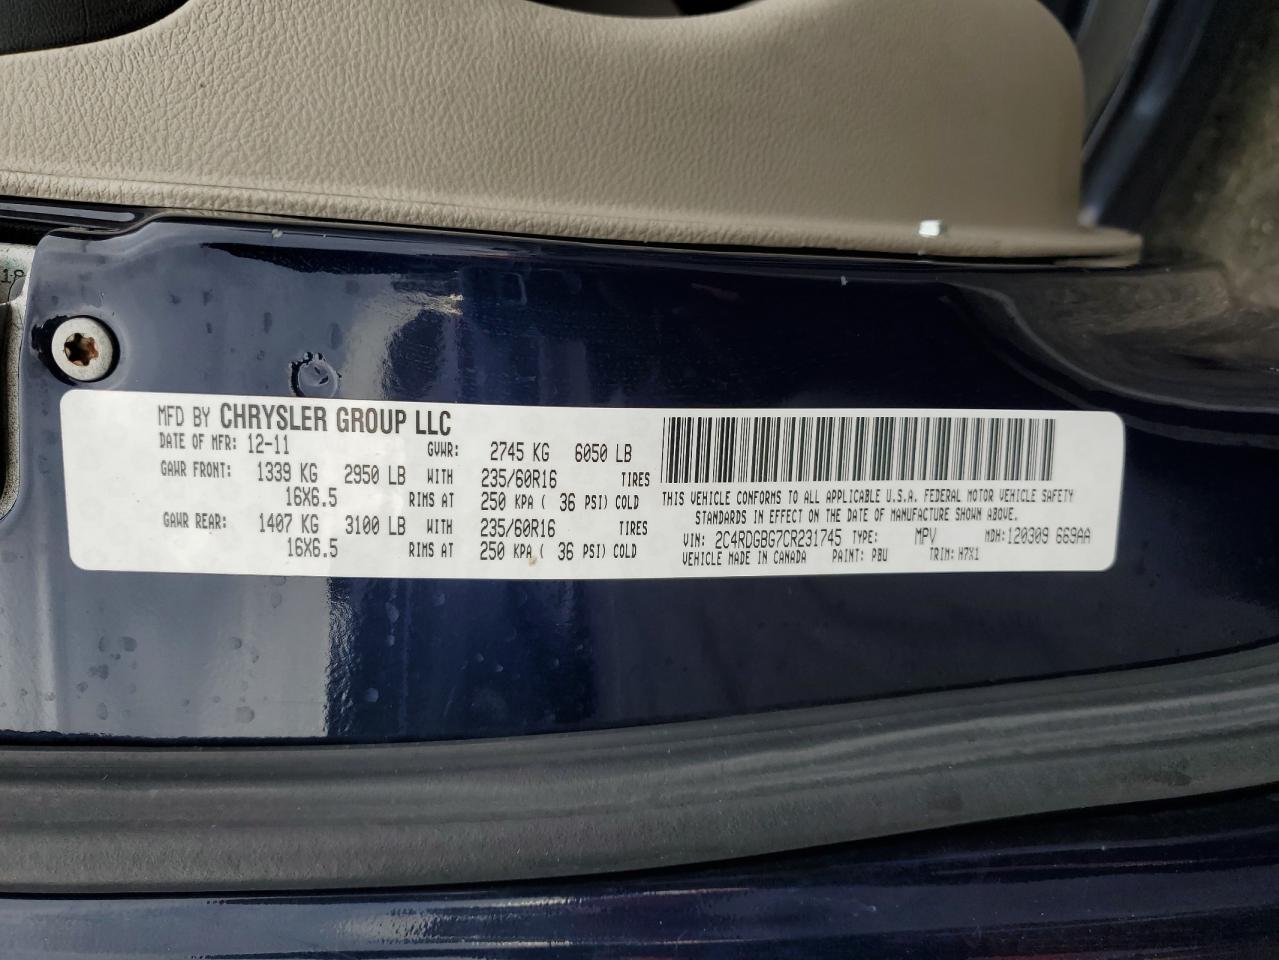 18
MFD BY CHRYSLER GROUP LLC
DATE OF MFR: 12-11 GVWR: 2745 KG 6050 LB
GAWR FRONT: 1339 KG 2950 LB WITH 235/60R16 TIRES
16X6.5 RIMS AT 250 KPA ( 36 PSI) COLD
GAWR REAR: 1407 KG 3100 LB WITH 235/60R16 TIRES
16X6.5 RIMS AT 250 KPA ( 36 PSI) COLD
THIS VEHICLE CONFORMS TO ALL APPLICABLE U.S.A. FEDERAL MOTOR VEHICLE SAFETY
STANDARDS IN EFFECT ON THE DATE OF MANUFACTURE SHOWN ABOVE.
VIN: 2C4RDGBG7CR231745 TYPE: MPV MDH: 120309 669AA
VEHICLE MADE IN CANADA PAINT: PBU TRIM: H7X1